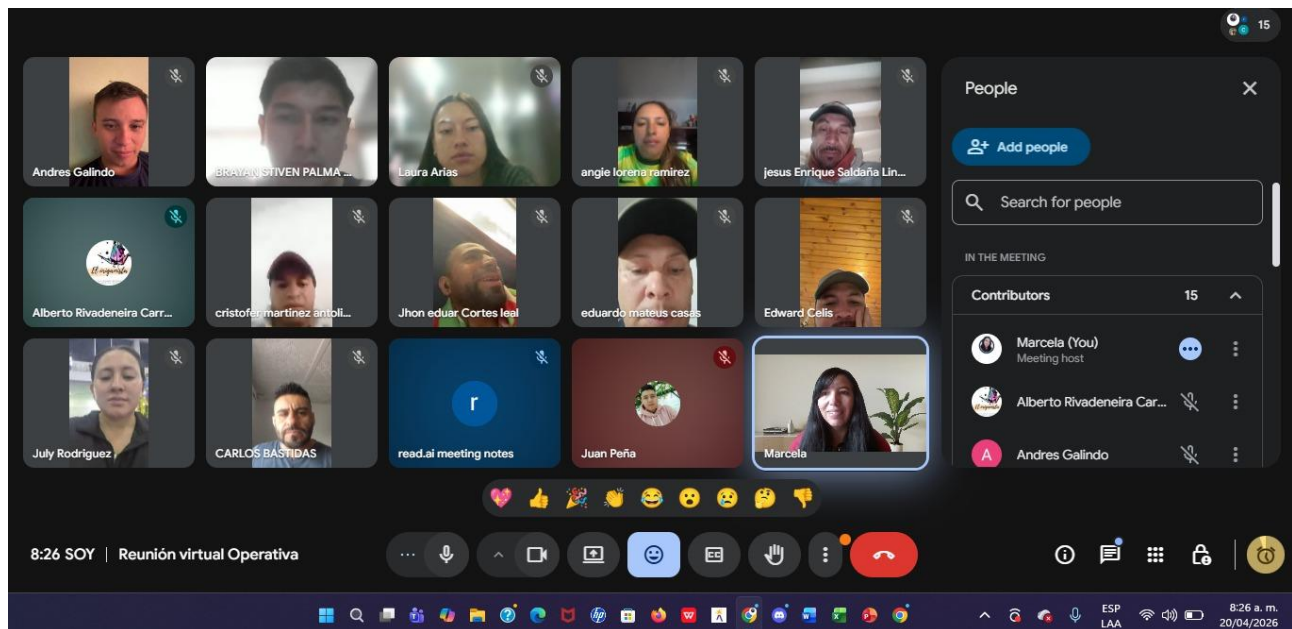 15
Andres Galindo
BRAYAN STIVEN PALMA ...
Laura Arias
angie lorena ramirez
jesus Enrique Saldaña Lin...
People
Add people
Search for people
IN THE MEETING
Contributors 15
Marcela (You)
Meeting host
Alberto Rivadeneira Car...
Andres Galindo
A
Alberto Rivadeneira Carr...
cristofer martinez antoli...
Jhon eduar Cortes leal
eduardo mateus casas
Edward Celis
July Rodriguez
CARLOS BASTIDAS
r
read.ai meeting notes
Juan Peña
Marcela
8:26 SOY | Reunión virtual Operativa
CC
ESP
LAA
8:26 a. m.
20/04/2026